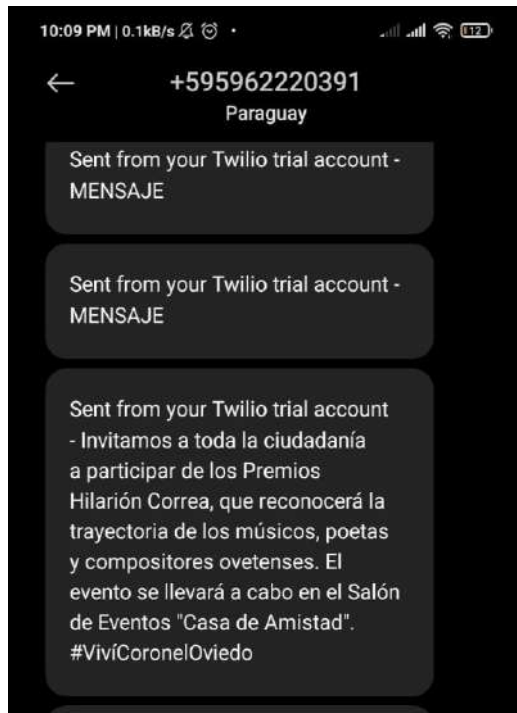 10:09 PM | 0.1kB/s
112
+595962220391
Paraguay
Sent from your Twilio trial account -
MENSAJE
Sent from your Twilio trial account -
MENSAJE
Sent from your Twilio trial account
- Invitamos a toda la ciudadanía
a participar de los Premios
Hilarión Correa, que reconocerá la
trayectoria de los músicos, poetas
y compositores ovetenses. El
evento se llevará a cabo en el Salón
de Eventos "Casa de Amistad".
#VivíCoronelOviedo